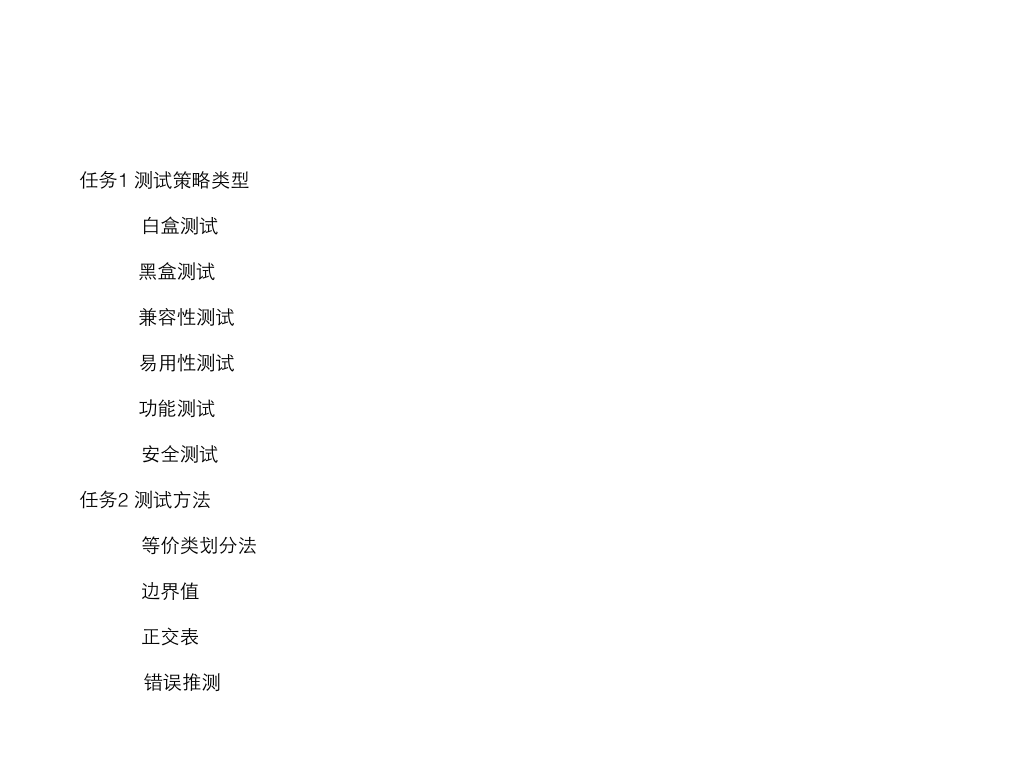 任务1 测试策略类型
白盒测试
黑盒测试
兼容性测试
易用性测试
功能测试
安全测试
任务2 测试方法
等价类划分法
边界值
正交表
错误推测